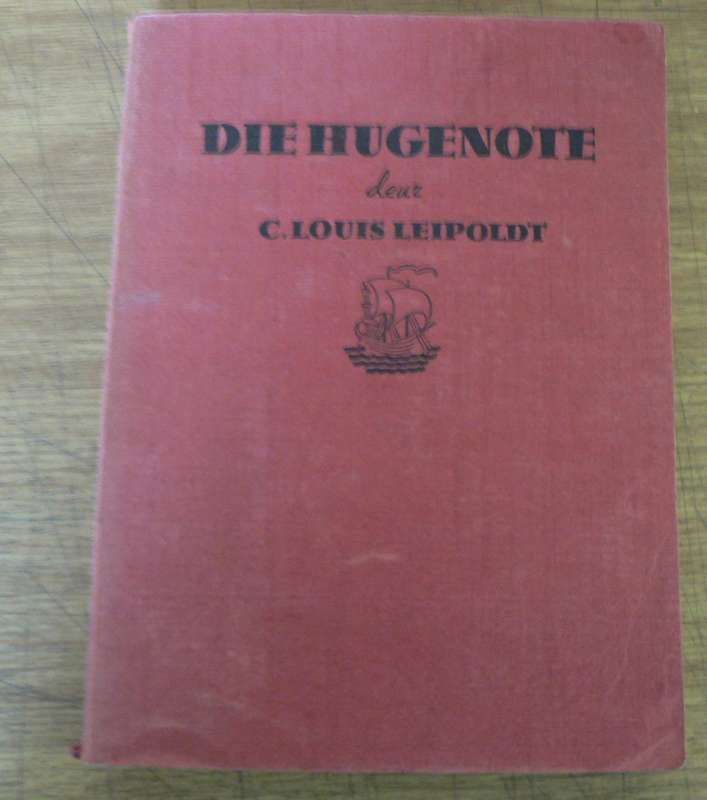 DIE HUGENOTE
deur
C. LOUIS LEIPOLDT